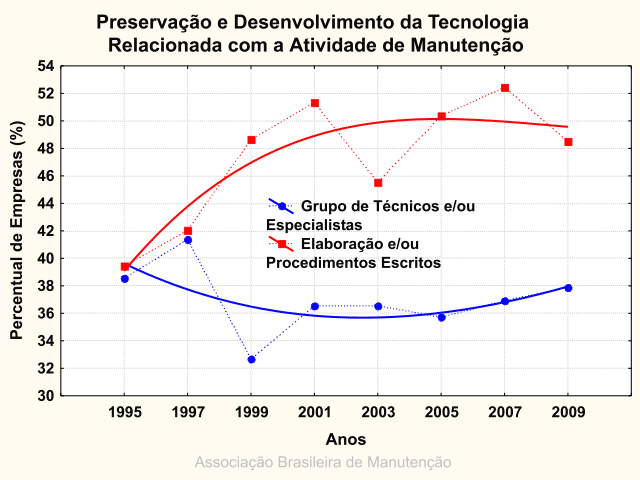 Preservação e Desenvolvimento da Tecnologia
Relacionada com a Atividade de Manutenção
54
52
50
48
46
44
42
40
38
36
34
32
30
Percentual de Empresas (%)
Grupo de Técnicos e/ou
Especialistas
Elaboração e/ou
Procedimentos Escritos
1995 1997 1999 2001 2003 2005 2007 2009
Anos
Associação Brasileira de Manutenção